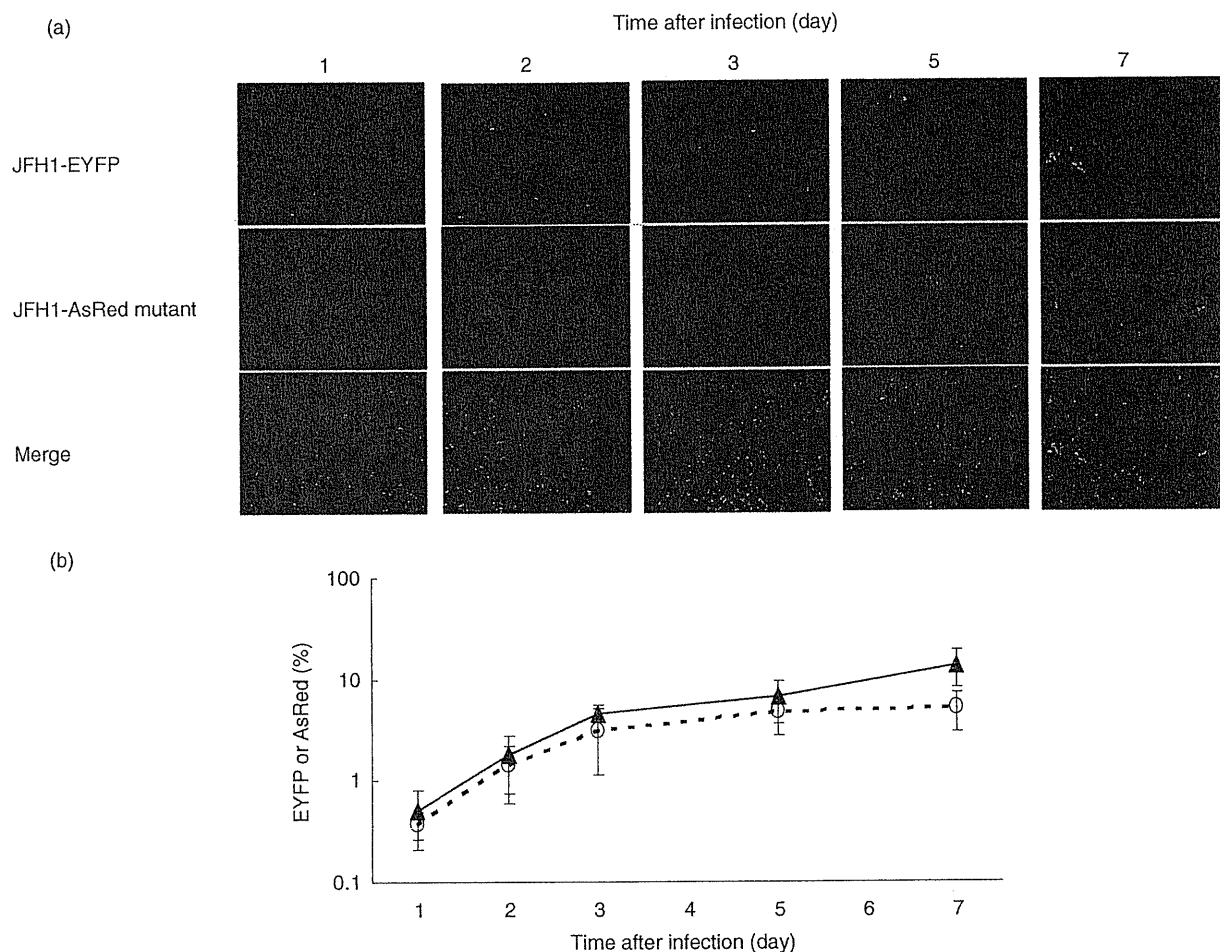 (a)
Time after infection (day)
1 2 3 5 7
JFH1-EYFP
JFH1-AsRed mutant
Merge
(b)
EYFP or AsRed (%)
100
10
1
0.1
1 2 3 4 5 6 7
Time after infection (day)